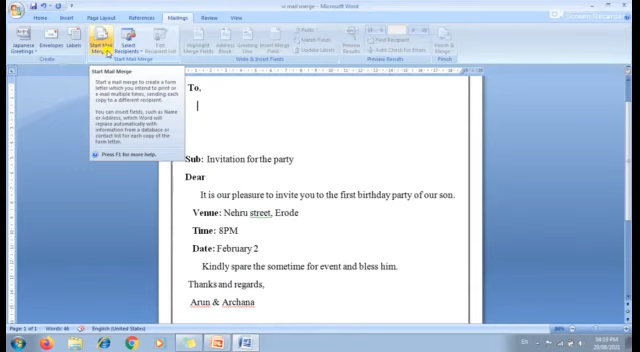 vi mail merge - Microsoft Word
Home Insert Page Layout References Mailings Review View
Japanese Greetings Envelopes Labels Start Mail Merge Select Recipients Edit Recipient List Highlight Merge Fields Address Block Greeting Line Insert Merge Field Rules Match Fields Update Labels Preview Results Find Recipient Auto Check for Errors Finish & Merge
Create Start Mail Merge Write & Insert Fields Preview Results Finish
Start Mail Merge
Start a mail merge to create a form
letter which you intend to print or
e-mail multiple times, sending each
copy to a different recipient.
You can insert fields, such as Name
or Address, which Word will
replace automatically with
information from a database or
contact list for each copy of the
form letter.
Press F1 for more help.
To,
Sub: Invitation for the party
Dear
It is our pleasure to invite you to the first birthday party of our son.
Venue: Nehru street, Erode
Time: 8PM
Date: February 2
Kindly spare the sometime for event and bless him.
Thanks and regards,
Arun & Archana
Page: 1 of 1 Words: 44 English (United States)
EN